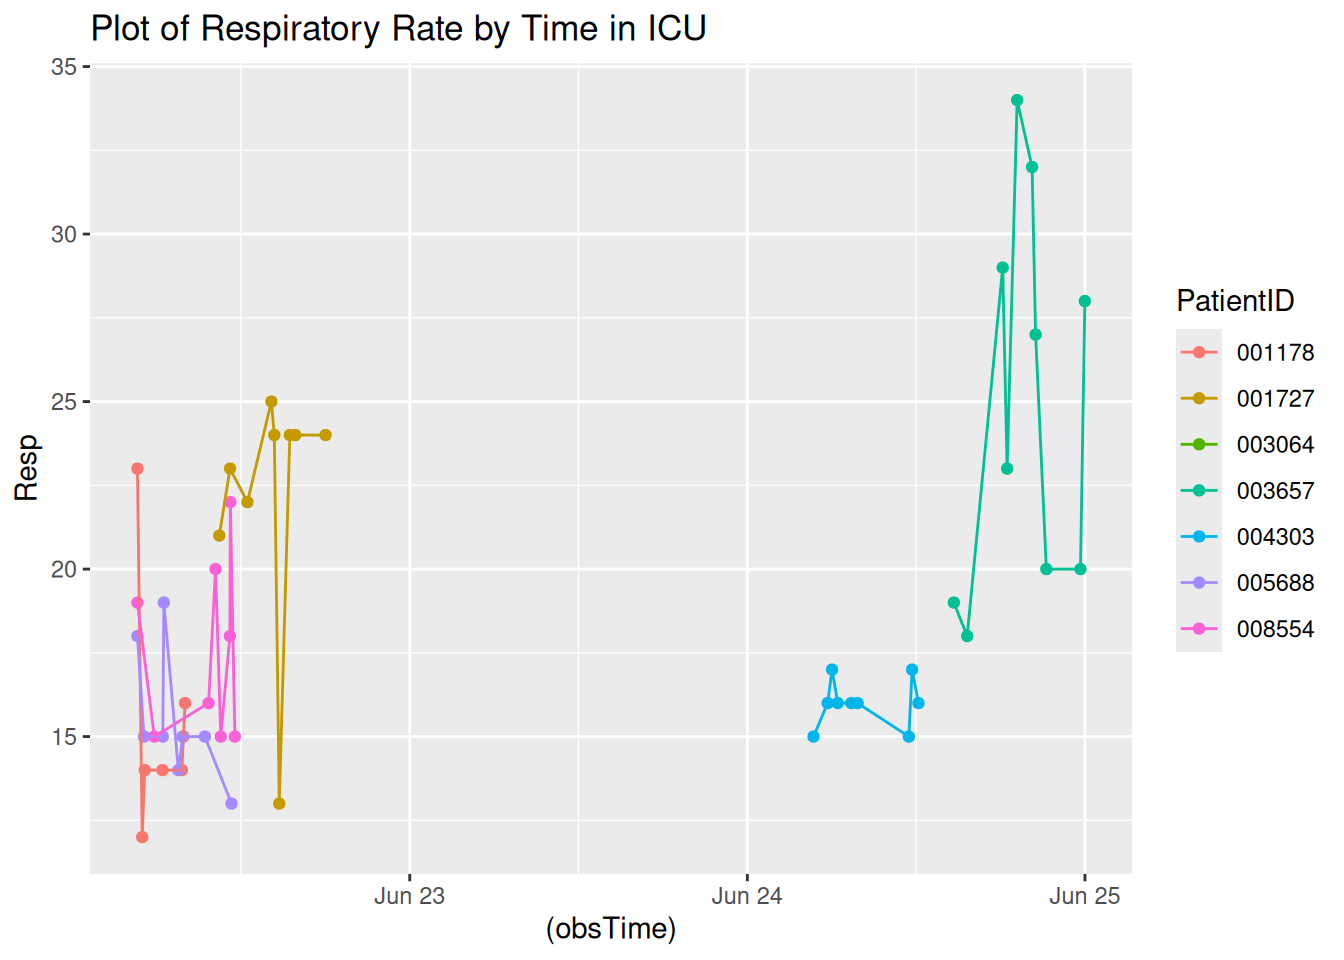 Plot of Respiratory Rate by Time in ICU
35
30
25
20
15
Resp
Jun 23
Jun 24
Jun 25
(obsTime)
PatientID
001178
001727
003064
003657
004303
005688
008554